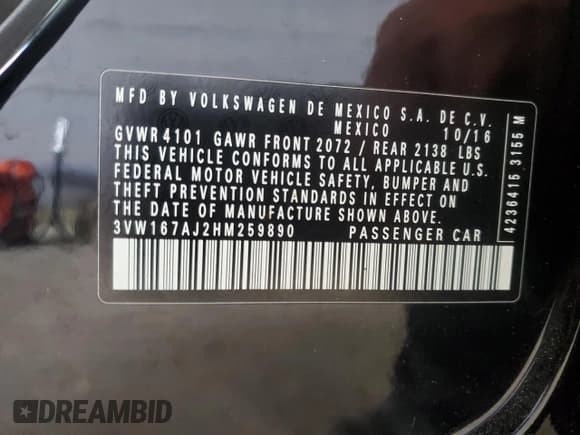 MFD BY VOLKSWAGEN DE MEXICO S.A. DE C.V.
MEXICO 10/16
GVWR 4101 GAWR FRONT 2072 / REAR 2138 LBS
THIS VEHICLE CONFORMS TO ALL APPLICABLE U.S.
FEDERAL MOTOR VEHICLE SAFETY, BUMPER AND
THEFT PREVENTION STANDARDS IN EFFECT ON
THE DATE OF MANUFACTURE SHOWN ABOVE.
3VW167AJ2HM259890 PASSENGER CAR
4236415 3155 M
DREAMBID